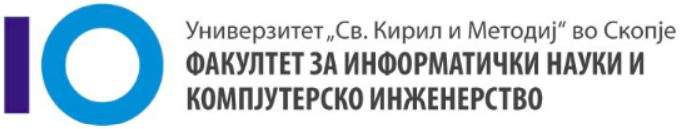 Универзитет „Св. Кирил и Методиј“ во Скопје
ФАКУЛТЕТ ЗА ИНФОРМАТИЧКИ НАУКИ И
КОМПЈУТЕРСКО ИНЖЕНЕРСТВО